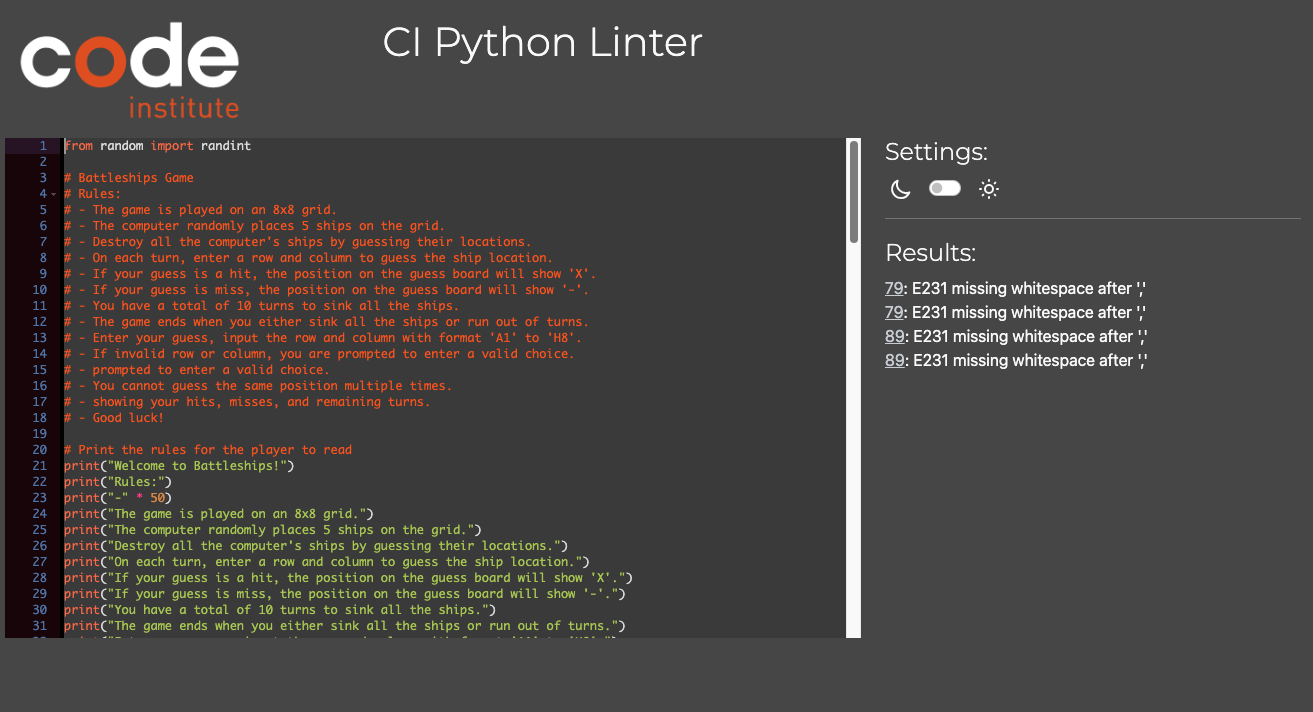 code
institute
CI Python Linter
1 from random import randint
2
3 # Battleships Game
4 # Rules:
5 # - The game is played on an 8x8 grid.
6 # - The computer randomly places 5 ships on the grid.
7 # - Destroy all the computer's ships by guessing their locations.
8 # - On each turn, enter a row and column to guess the ship location.
9 # - If your guess is a hit, the position on the guess board will show 'X'.
10 # - If your guess is miss, the position on the guess board will show '-'.
11 # - You have a total of 10 turns to sink all the ships.
12 # - The game ends when you either sink all the ships or run out of turns.
13 # - Enter your guess, input the row and column with format 'A1' to 'H8'.
14 # - If invalid row or column, you are prompted to enter a valid choice.
15 # - prompted to enter a valid choice.
16 # - You cannot guess the same position multiple times.
17 # - showing your hits, misses, and remaining turns.
18 # - Good luck!
19
20 # Print the rules for the player to read
21 print("Welcome to Battleships!")
22 print("Rules:")
23 print("-" * 50)
24 print("The game is played on an 8x8 grid.")
25 print("The computer randomly places 5 ships on the grid.")
26 print("Destroy all the computer's ships by guessing their locations.")
27 print("On each turn, enter a row and column to guess the ship location.")
28 print("If your guess is a hit, the position on the guess board will show 'X'.")
29 print("If your guess is miss, the position on the guess board will show '-'.")
30 print("You have a total of 10 turns to sink all the ships.")
31 print("The game ends when you either sink all the ships or run out of turns.")
Settings:
Results:
79: E231 missing whitespace after ','
79: E231 missing whitespace after ','
89: E231 missing whitespace after ','
89: E231 missing whitespace after ','